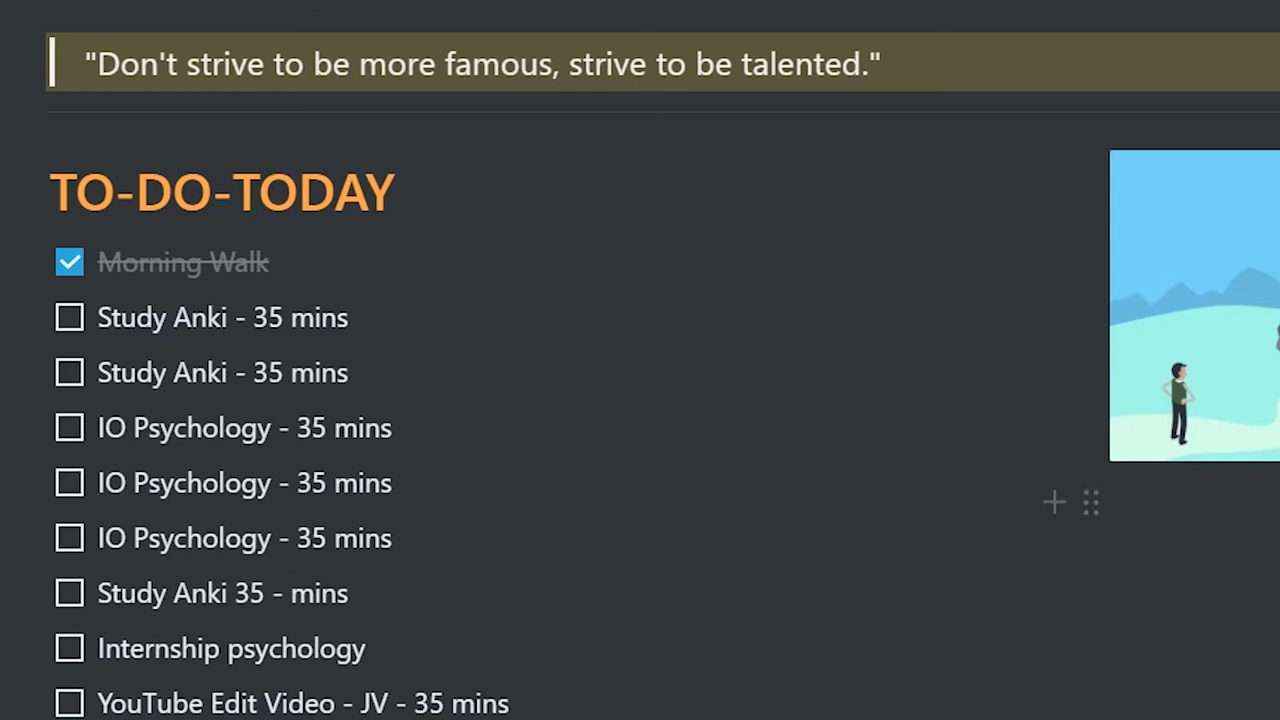 "Don't strive to be more famous, strive to be talented."
TO-DO-TODAY
Morning Walk
Study Anki - 35 mins
Study Anki - 35 mins
IO Psychology - 35 mins
IO Psychology - 35 mins
IO Psychology - 35 mins
Study Anki 35 - mins
Internship psychology
YouTube Edit Video - JV - 35 mins